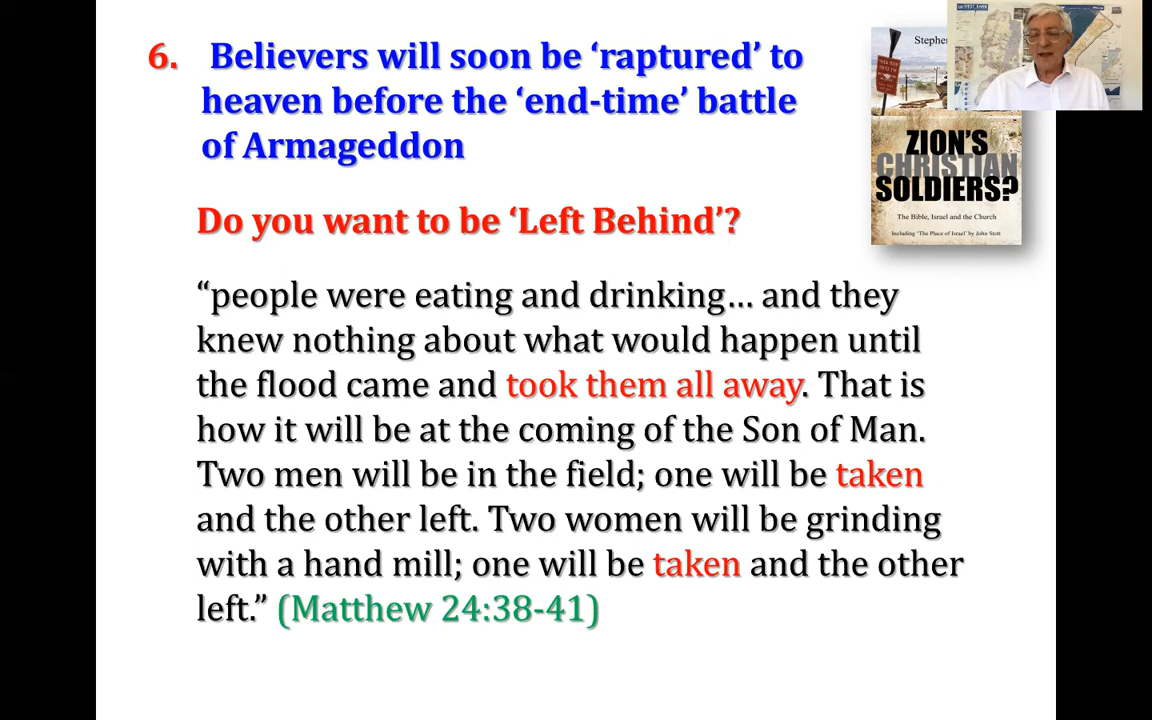 6. Believers will soon be ‘raptured’ to
heaven before the ‘end-time’ battle
of Armageddon
Do you want to be ‘Left Behind’?
“people were eating and drinking… and they
knew nothing about what would happen until
the flood came and took them all away. That is
how it will be at the coming of the Son of Man.
Two men will be in the field; one will be taken
and the other left. Two women will be grinding
with a hand mill; one will be taken and the other
left.” (Matthew 24:38-41)
ZION'S
CHRISTIAN
SOLDIERS?
The Bible, Israel and the Church
Including 'The Place of Israel' by John Stott